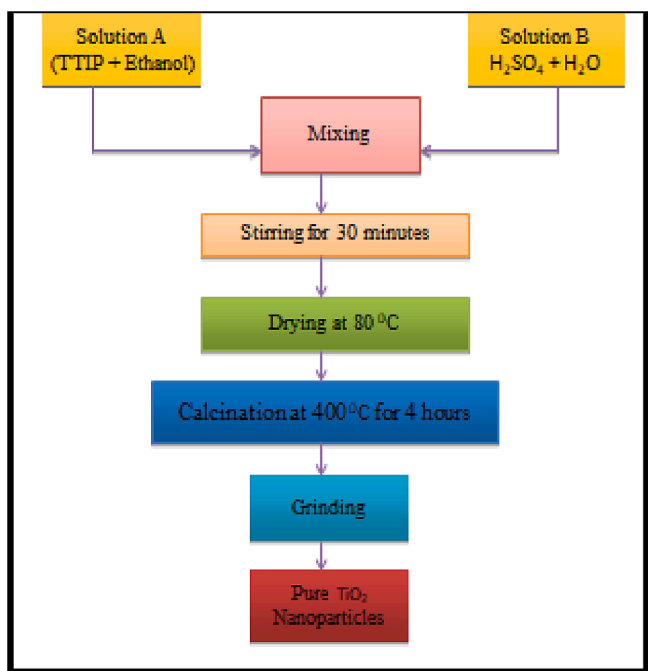 Solution A
(TTIP + Ethanol)
Solution B
H₂SO₄ + H₂O
Mixing
Stirring for 30 minutes
Drying at 80 ⁰C
Calcination at 400 ⁰C for 4 hours
Grinding
Pure TiO₂
Nanoparticles